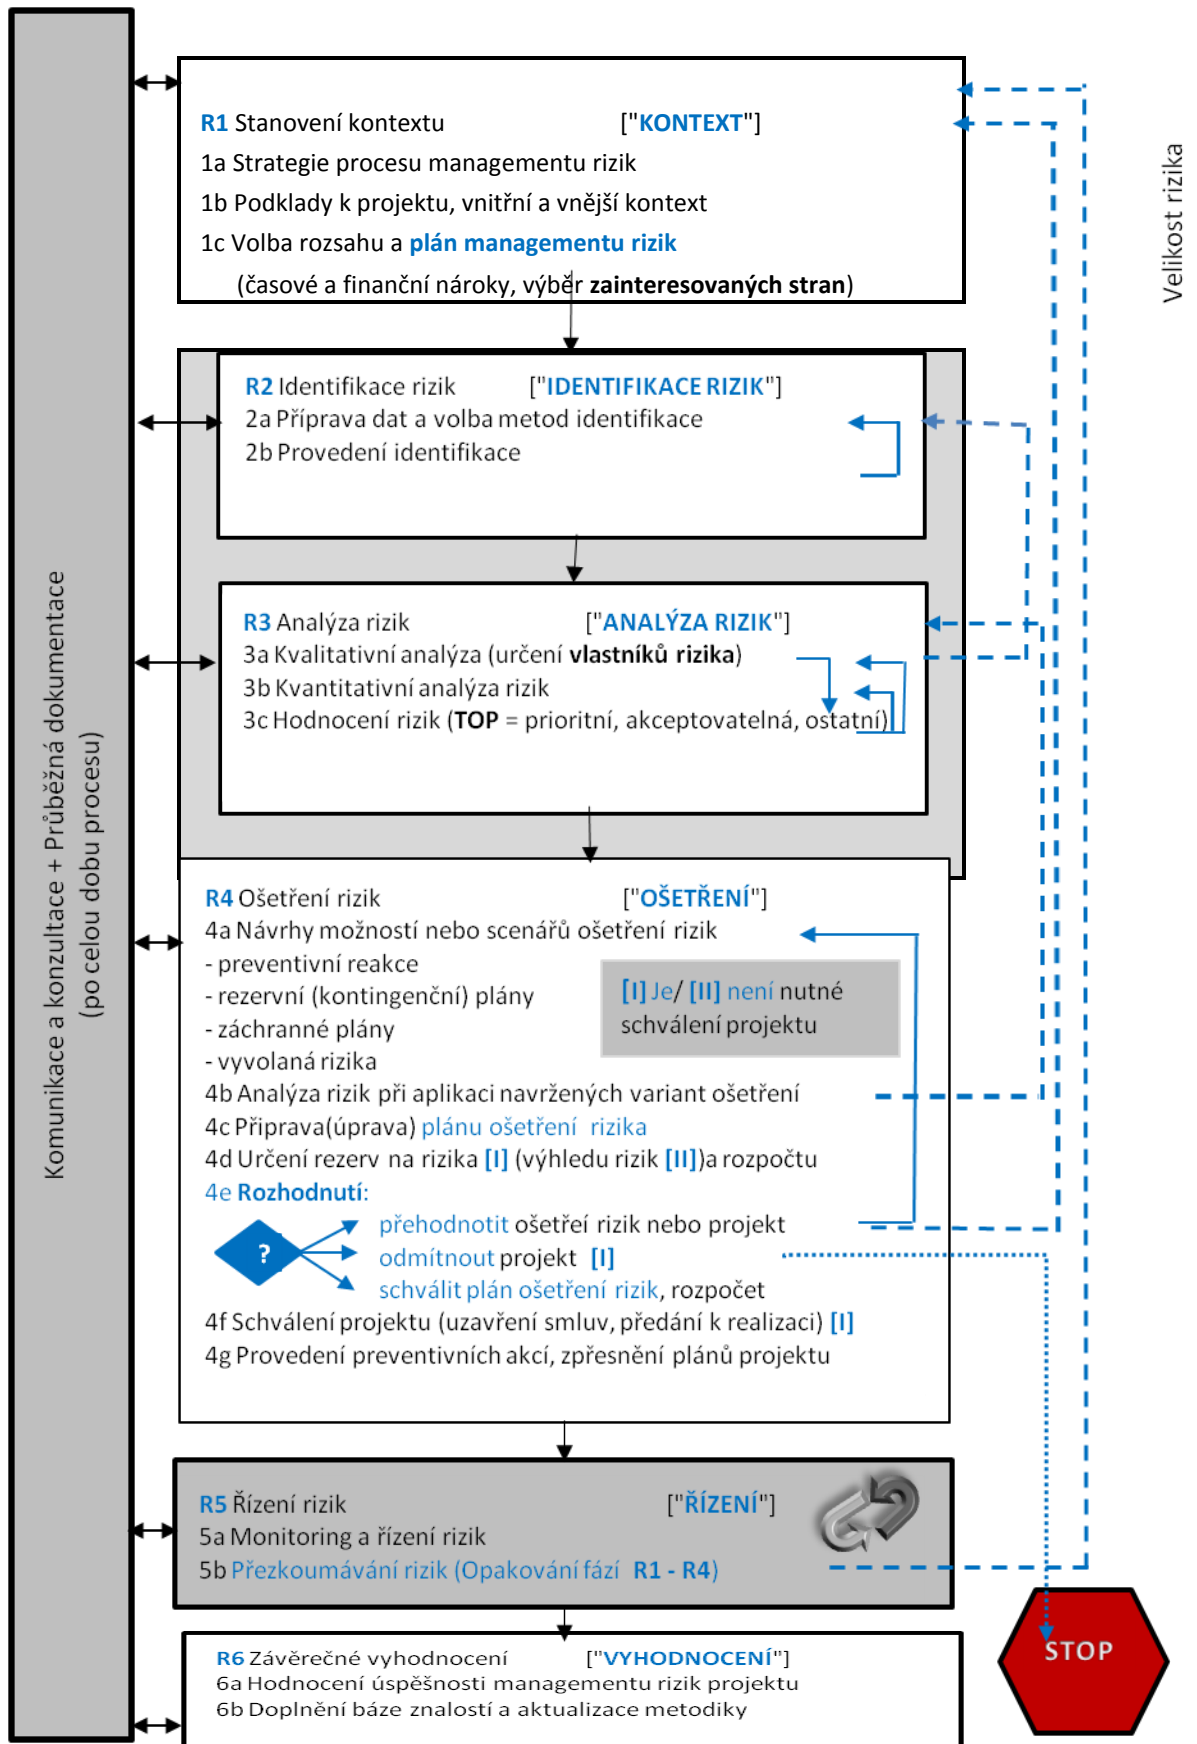 R1 Stanovení kontextu ["KONTEXT"]
1a Strategie procesu managementu rizik
1b Podklady k projektu, vnitřní a vnější kontext
1c Volba rozsahu a plán managementu rizik
(časové a finanční nároky, výběr zainteresovaných stran)
Velikost rizika
R2 Identifikace rizik ["IDENTIFIKACE RIZIK"]
2a Příprava dat a volba metod identifikace
2b Provedení identifikace
Komunikace a konzultace + Průběžná dokumentace
(po celou dobu procesu)
R3 Analýza rizik ["ANALÝZA RIZIK"]
3a Kvalitativní analýza (určení vlastníků rizika)
3b Kvantitativní analýza rizik
3c Hodnocení rizik (TOP = prioritní, akceptovatelná, ostatní)
R4 Ošetření rizik ["OŠETŘENÍ"]
4a Návrhy možností nebo scenářů ošetření rizik
- preventivní reakce
- rezervní (kontingenční) plány
- záchranné plány
- vyvolaná rizika
[I] Je/ [II] není nutné
schválení projektu
4b Analýza rizik při aplikaci navržených variant ošetření
4c Připrava(úprava) plánu ošetření rizika
4d Určení rezerv na rizika [I] (výhledu rizik [II])a rozpočtu
4e Rozhodnutí:
?
přehodnotit ošetřeí rizik nebo projekt
odmítnout projekt [I]
schválit plán ošetření rizik, rozpočet
4f Schválení projektu (uzavření smluv, předání k realizaci) [I]
4g Provedení preventivních akcí, zpřesnění plánů projektu
R5 Řízení rizik ["ŘÍZENÍ"]
5a Monitoring a řízení rizik
5b Přezkoumávání rizik (Opakování fází R1 - R4)
STOP
R6 Závěrečné vyhodnocení ["VYHODNOCENÍ"]
6a Hodnocení úspěšnosti managementu rizik projektu
6b Doplnění báze znalostí a aktualizace metodiky